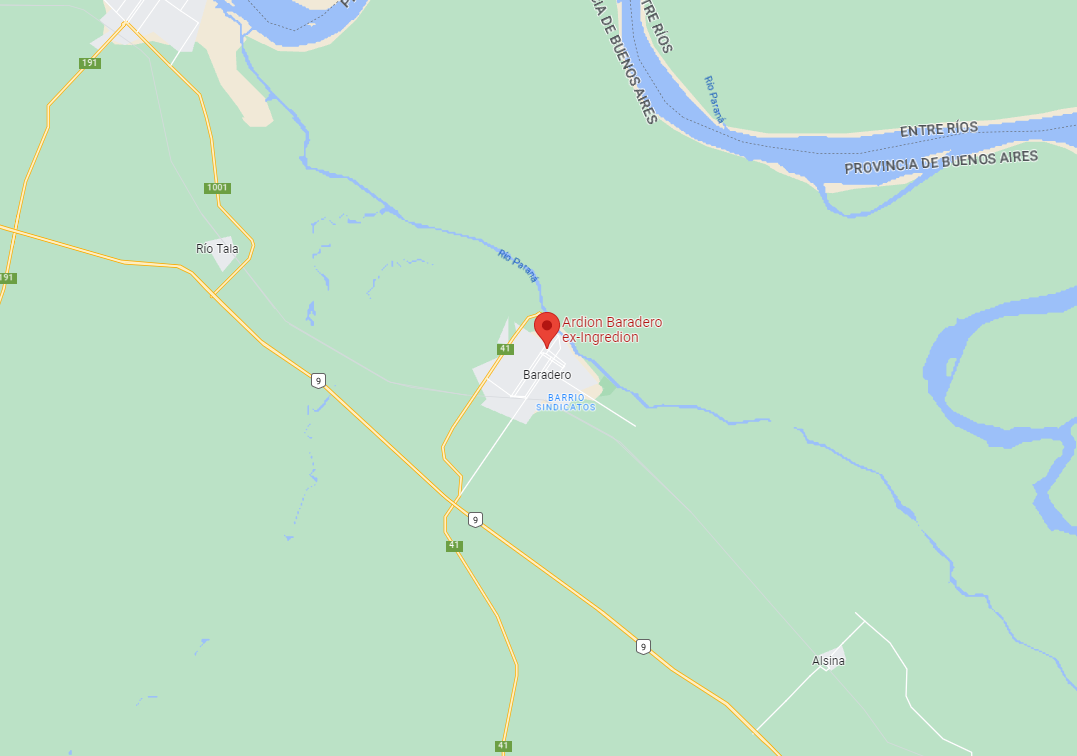 ENTRE RÍOS
PROVINCIA DE BUENOS AIRES
191
Río Paraná
ENTRE RÍOS
PROVINCIA DE BUENOS AIRES
1001
Río Tala
191
Río Paraná
Ardion Baradero
ex-Ingredion
41
Baradero
9
BARRIO
SINDICATOS
9
41
9
Alsina
41